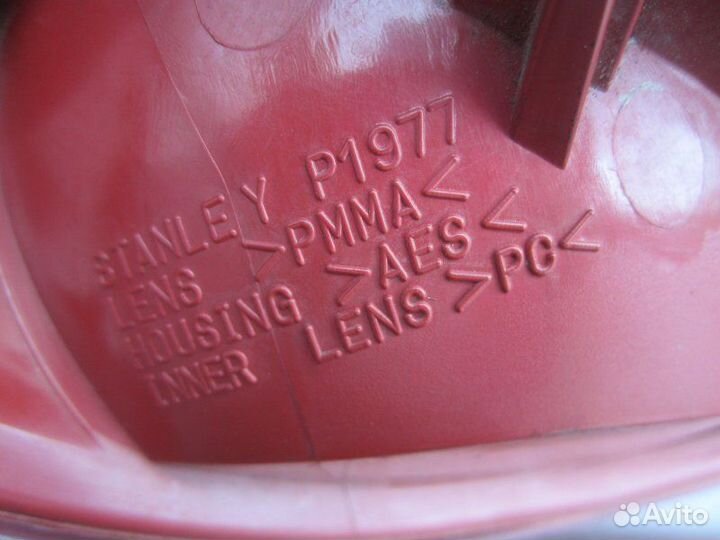 STANLEY P1977
LENS >PMMA<
HOUSING >AES<
INNER LENS >PC<
Avito